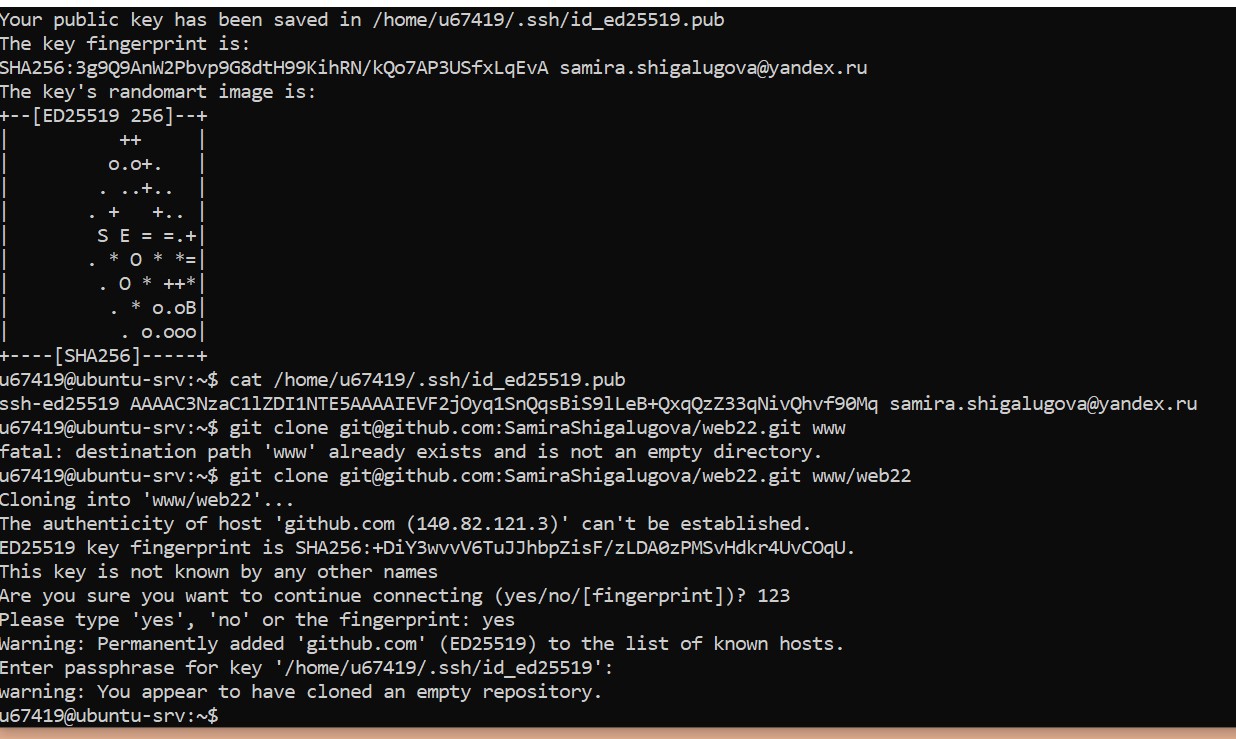 Your public key has been saved in /home/u67419/.ssh/id_ed25519.pub
The key fingerprint is:
SHA256:3g9Q9AnW2Pbvp9G8dtH99KihRN/kQo7AP3USfxLqEvA samira.shigalugova@yandex.ru
The key's randomart image is:
+--[ED25519 256]--+
|          ++     |
|         o.o+.   |
|        . ..+..  |
|       . +   +.. |
|        S E = =.+|
|       . * O * *=|
|        . O * ++*|
|         . * o.oB|
|          . o.ooo|
+----[SHA256]-----+
u67419@ubuntu-srv:~$ cat /home/u67419/.ssh/id_ed25519.pub
ssh-ed25519 AAAAC3NzaC1lZDI1NTE5AAAAIEVF2jOyq1SnQqsBiS9lLeB+QxqQzZ33qNivQhvf90Mq samira.shigalugova@yandex.ru
u67419@ubuntu-srv:~$ git clone git@github.com:SamiraShigalugova/web22.git www
fatal: destination path 'www' already exists and is not an empty directory.
u67419@ubuntu-srv:~$ git clone git@github.com:SamiraShigalugova/web22.git www/web22
Cloning into 'www/web22'...
The authenticity of host 'github.com (140.82.121.3)' can't be established.
ED25519 key fingerprint is SHA256:+DiY3wvvV6TuJJhbpZisF/zLDA0zPMSvHdkr4UvCOqU.
This key is not known by any other names
Are you sure you want to continue connecting (yes/no/[fingerprint])? 123
Please type 'yes', 'no' or the fingerprint: yes
Warning: Permanently added 'github.com' (ED25519) to the list of known hosts.
Enter passphrase for key '/home/u67419/.ssh/id_ed25519':
warning: You appear to have cloned an empty repository.
u67419@ubuntu-srv:~$